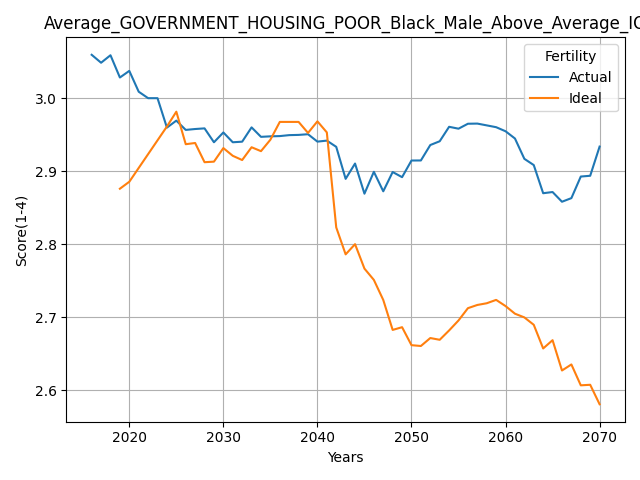 Average_GOVERNMENT_HOUSING_POOR_Black_Male_Above_Average_IQ
Fertility
Actual
Ideal
Score(1-4)
3.0
2.9
2.8
2.7
2.6
2020 2030 2040 2050 2060 2070
Years